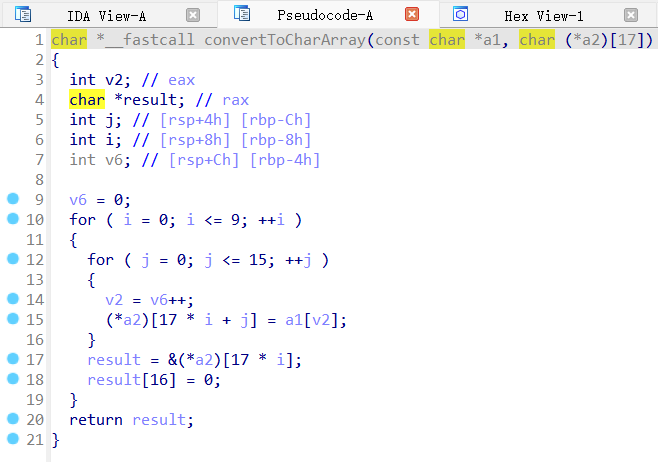 IDA View-A Pseudocode-A Hex View-1
1 char *__fastcall convertToCharArray(const char *a1, char (*a2)[17])
2 {
3 int v2; // eax
4 char *result; // rax
5 int j; // [rsp+4h] [rbp-Ch]
6 int i; // [rsp+8h] [rbp-8h]
7 int v6; // [rsp+Ch] [rbp-4h]
8
9 v6 = 0;
10 for ( i = 0; i <= 9; ++i )
11 {
12 for ( j = 0; j <= 15; ++j )
13 {
14 v2 = v6++;
15 (*a2)[17 * i + j] = a1[v2];
16 }
17 result = &(*a2)[17 * i];
18 result[16] = 0;
19 }
20 return result;
21 }